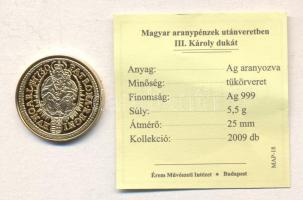 Magyar aranypénzek utánveretben
III. Károly dukát
Anyag: Ag aranyozva
Minőség: tükörveret
Finomság: Ag 999
Súly: 5,5 g
Átmérő: 25 mm
Kollekció: 2009 db
Érem Művészeti Intézet • Budapest
MAP-18